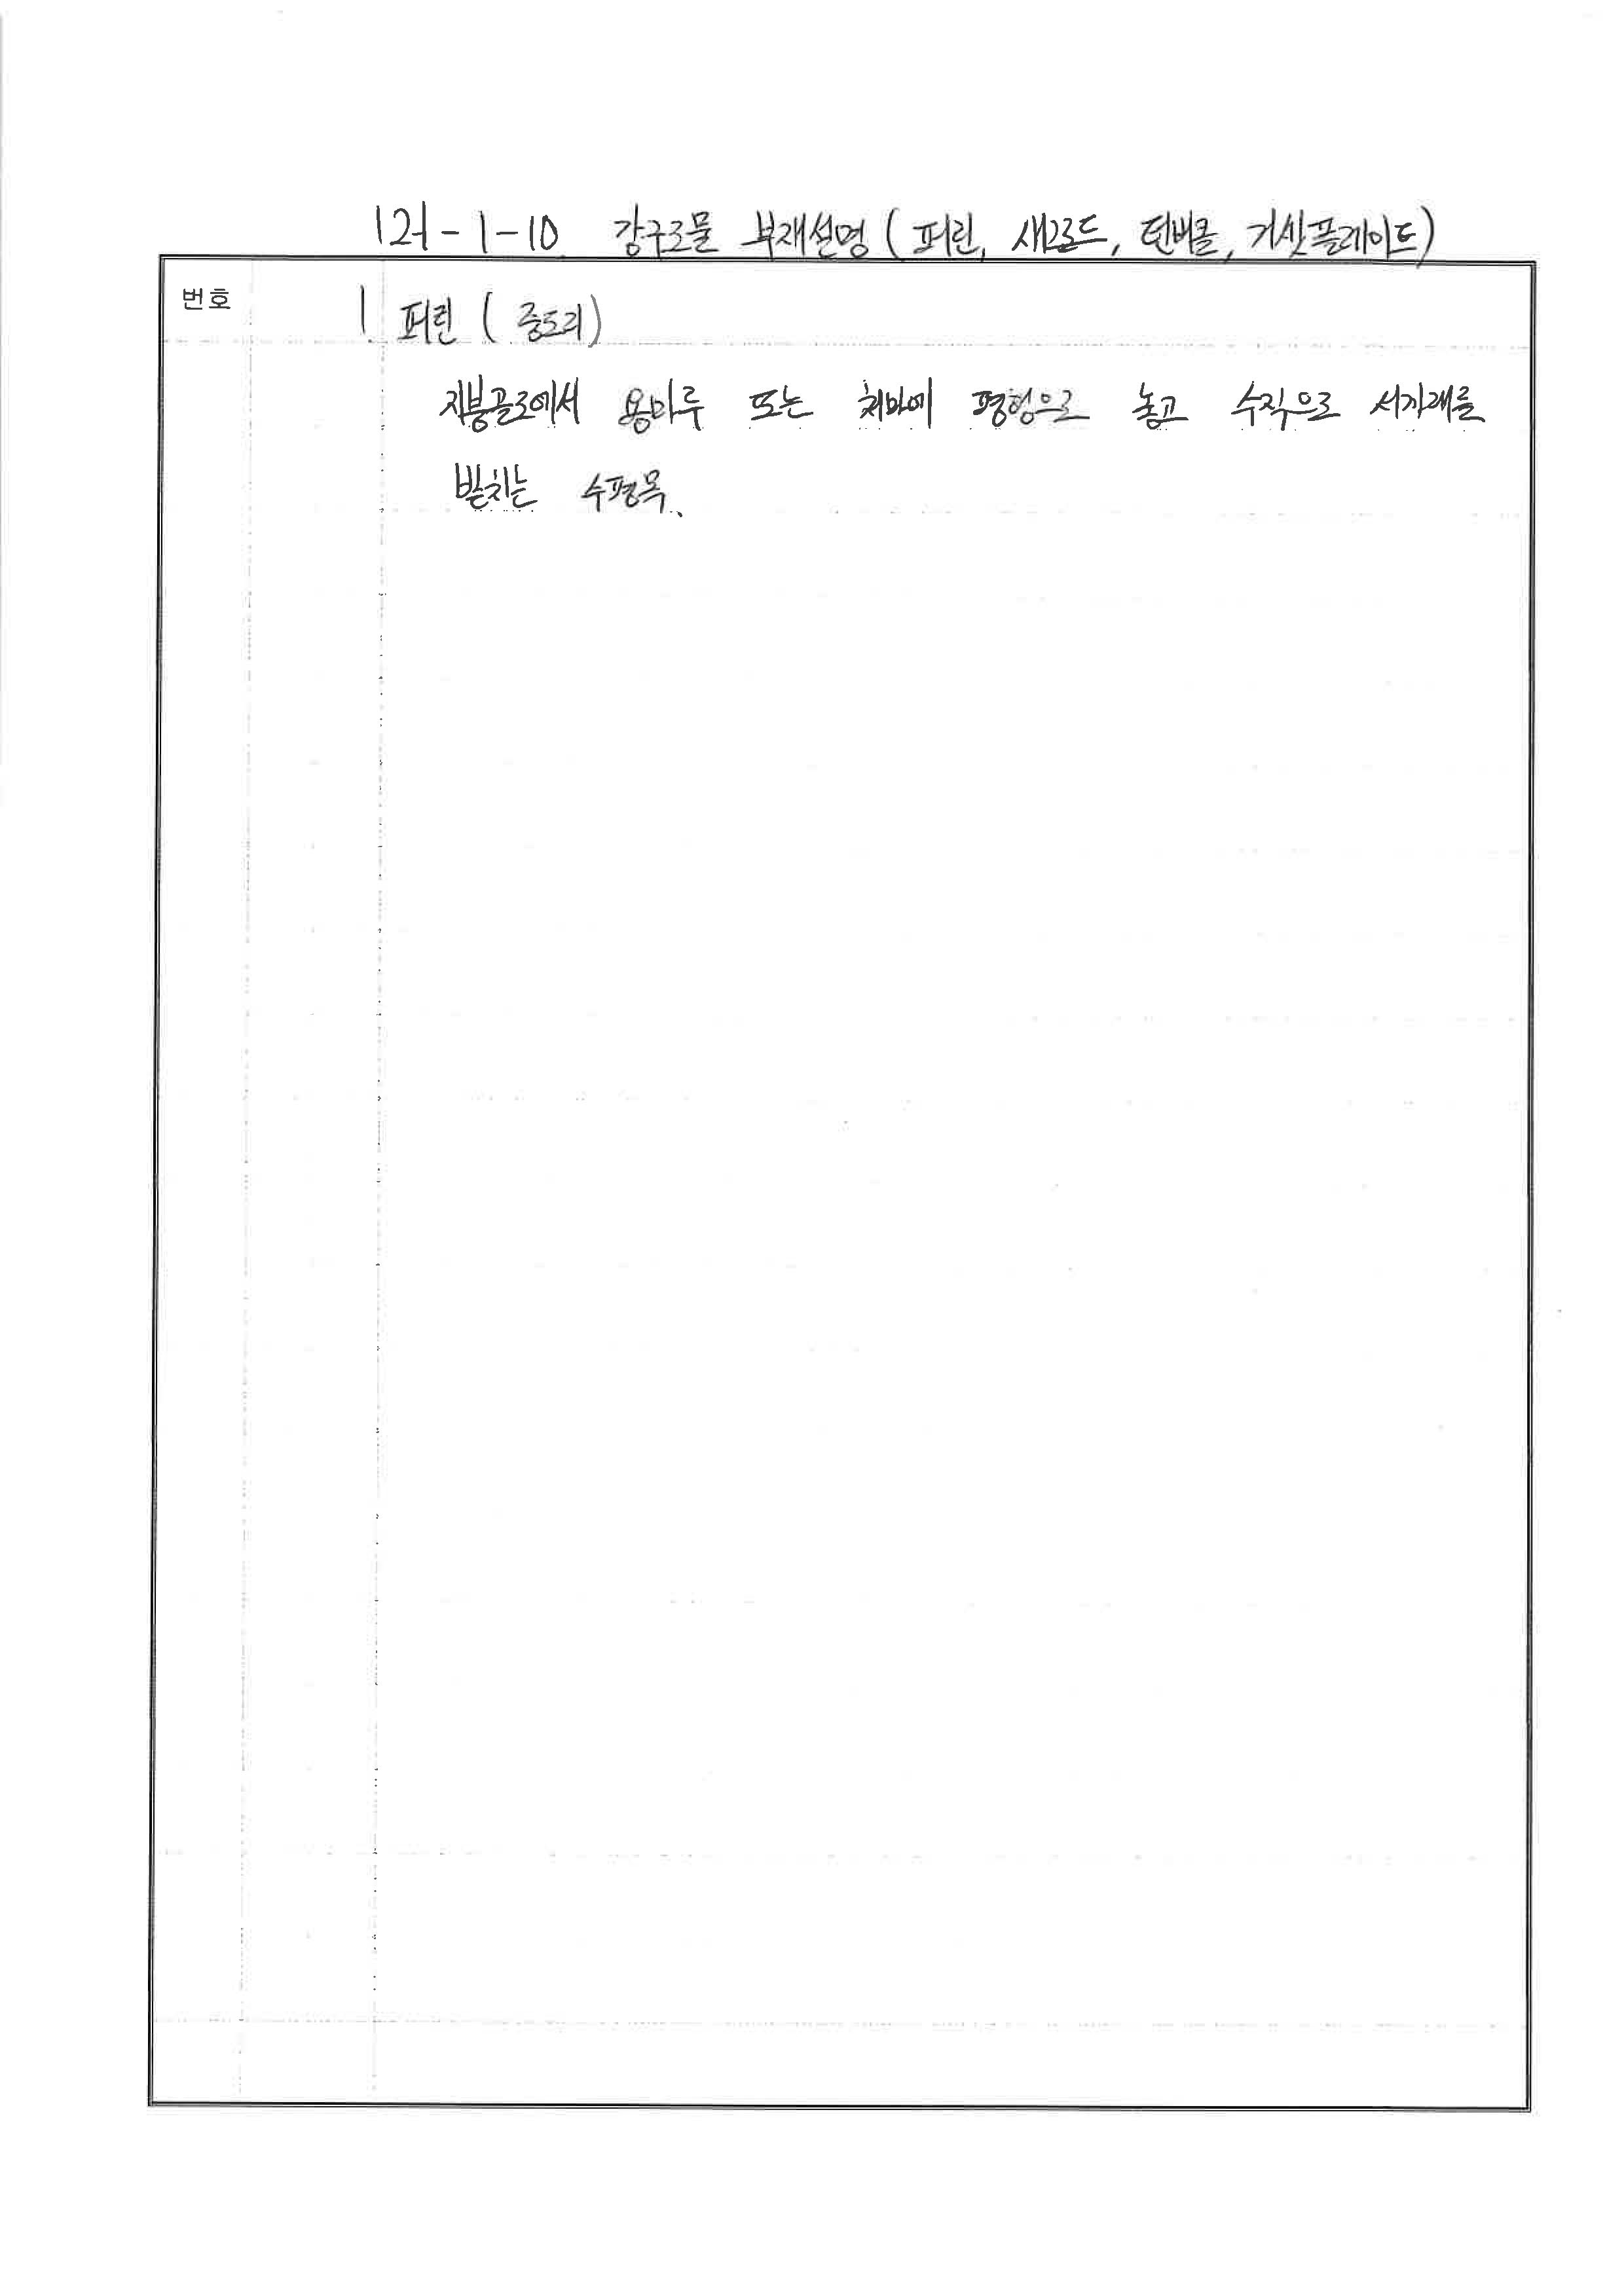 121-1-10. 강구조물 부재설명 (퍼린, 새그로드, 턴버클, 거싯플레이트)
번호
1. 퍼린 ( 중도리)
지붕골조에서 용마루 또는 처마에 평형으로 놓고 수직으로 서까래를
받치는 수평목.